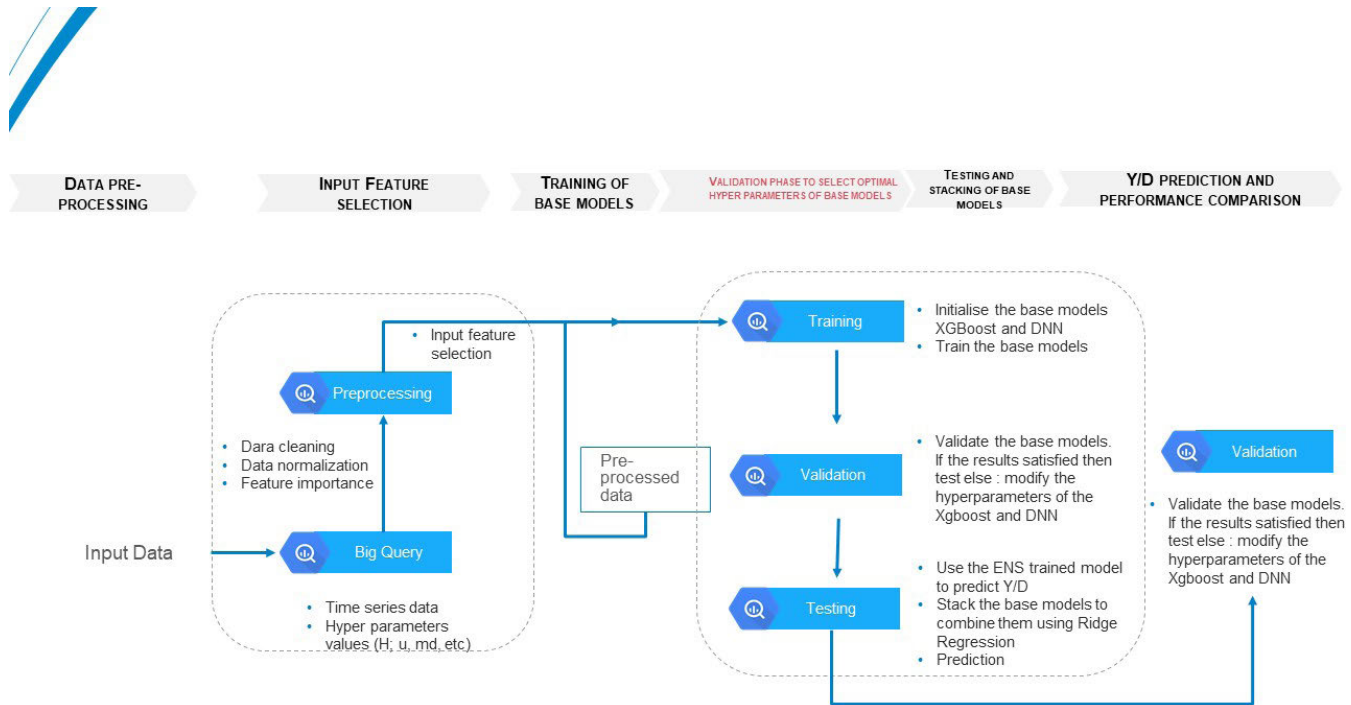 DATA PRE-
PROCESSING
INPUT FEATURE
SELECTION
TRAINING OF
BASE MODELS
VALIDATION PHASE TO SELECT OPTIMAL
HYPER PARAMETERS OF BASE MODELS
TESTING AND
STACKING OF BASE
MODELS
Y/D PREDICTION AND
PERFORMANCE COMPARISON
• Input feature
selection
Preprocessing
• Dara cleaning
• Data normalization
• Feature importance
Input Data
Big Query
• Time series data
• Hyper parameters
values (H; u, md, etc)
Pre-
processed
data
Training
• Initialise the base models
XGBoost and DNN
• Train the base models
Validation
• Validate the base models.
If the results satisfied then
test else : modify the
hyperparameters of the
Xgboost and DNN
Testing
• Use the ENS trained model
to predict Y/D
• Stack the base models to
combine them using Ridge
Regression
• Prediction
Validation
• Validate the base models.
If the results satisfied then
test else : modify the
hyperparameters of the
Xgboost and DNN